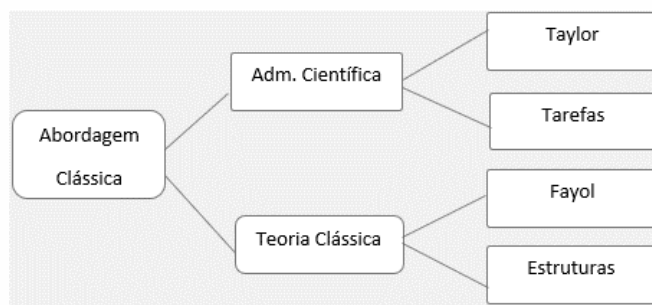 Abordagem
Clássica
Adm. Científica
Teoria Clássica
Taylor
Tarefas
Fayol
Estruturas